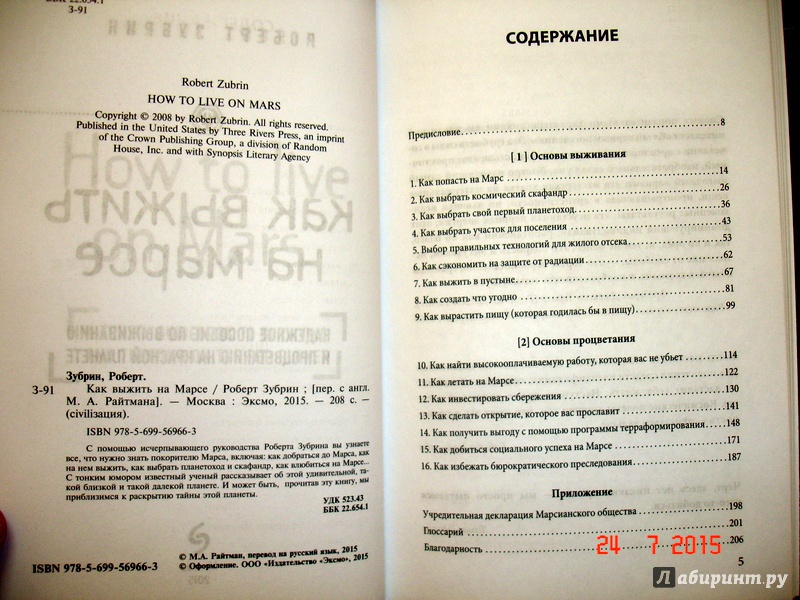 ББК 22.654.1
З-91
Robert Zubrin
HOW TO LIVE ON MARS
Copyright © 2008 by Robert Zubrin. All rights reserved.
Published in the United States by Three Rivers Press, an imprint
of the Crown Publishing Group, a division of Random
House, Inc. and with Synopsis Literary Agency
Зубрин, Роберт.
З-91 Как выжить на Марсе / Роберт Зубрин ; [пер. с англ.
М. А. Райтмана]. — Москва : Эксмо, 2015. — 208 с. —
(civilизация).
ISBN 978-5-699-56966-3
С помощью исчерпывающего руководства Роберта Зубрина вы узнаете
все, что нужно знать покорителю Марса, включая: как добраться до Марса, как
на нем выжить, как выбрать планетоход и скафандр, как влюбиться на Марсе...
С тонким юмором известный ученый рассказывает об этой удивительной, та-
кой близкой и такой далекой планете. И может быть, прочитав эту книгу, мы
приблизимся к раскрытию тайны этой планеты.
УДК 523.43
ББК 22.654.1
© М.А. Райтман, перевод на русский язык, 2015
ISBN 978-5-699-56966-3 © Оформление. ООО «Издательство «Эксмо», 2015
СОДЕРЖАНИЕ
Предисловие 8
[ 1 ] Основы выживания
1. Как попасть на Марс 14
2. Как выбрать космический скафандр 26
3. Как выбрать свой первый планетоход 36
4. Как выбрать участок для поселения 43
5. Выбор правильных технологий для жилого отсека 53
6. Как сэкономить на защите от радиации 62
7. Как выжить в пустыне 67
8. Как создать что угодно 81
9. Как вырастить пищу (которая годилась бы в пищу) 99
[2] Основы процветания
10. Как найти высокооплачиваемую работу, которая вас не убьет 114
11. Как летать на Марсе 122
12. Как инвестировать сбережения 130
13. Как сделать открытие, которое вас прославит 141
14. Как получить выгоду с помощью программы терраформирования 148
15. Как добиться социального успеха на Марсе 171
16. Как избежать бюрократического преследования 187
Приложение
Учредительная декларация Марсианского общества 198
Глоссарий 201
Благодарность 206
5
24 7 2015
Лабиринт.ру